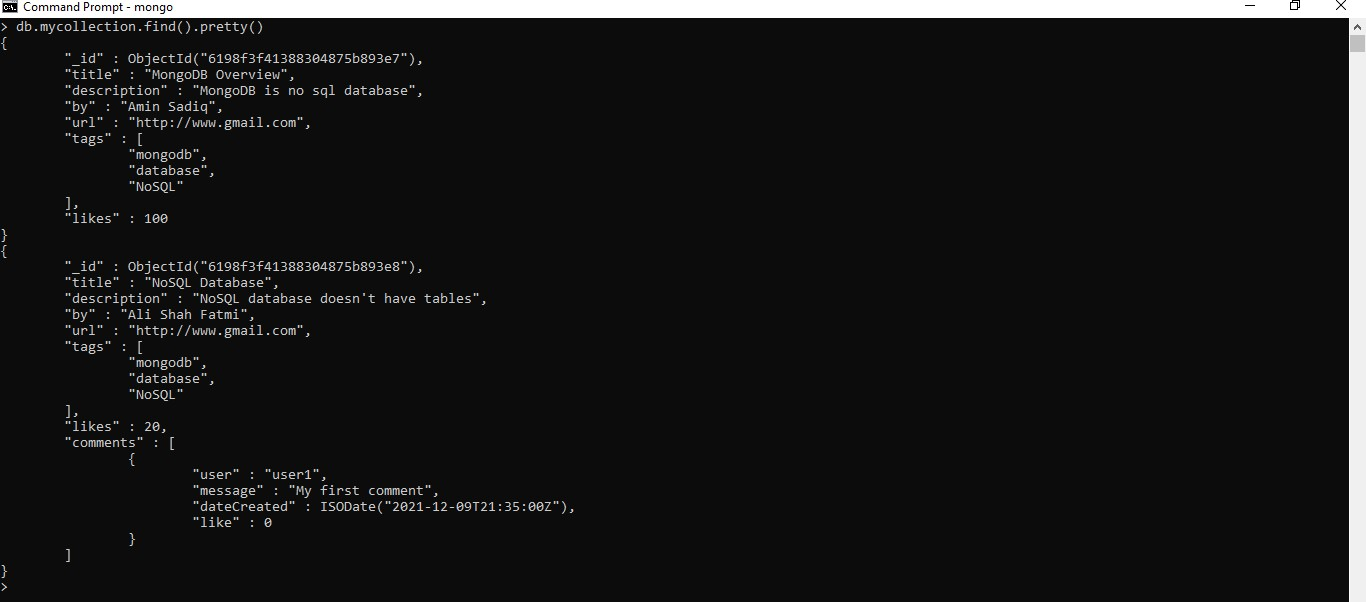 Command Prompt - mongo
> db.mycollection.find().pretty()
{
        "_id" : ObjectId("6198f3f41388304875b893e7"),
        "title" : "MongoDB Overview",
        "description" : "MongoDB is no sql database",
        "by" : "Amin Sadiq",
        "url" : "http://www.gmail.com",
        "tags" : [
                "mongodb",
                "database",
                "NoSQL"
        ],
        "likes" : 100
}
{
        "_id" : ObjectId("6198f3f41388304875b893e8"),
        "title" : "NoSQL Database",
        "description" : "NoSQL database doesn't have tables",
        "by" : "Ali Shah Fatmi",
        "url" : "http://www.gmail.com",
        "tags" : [
                "mongodb",
                "database",
                "NoSQL"
        ],
        "likes" : 20,
        "comments" : [
                {
                        "user" : "user1",
                        "message" : "My first comment",
                        "dateCreated" : ISODate("2021-12-09T21:35:00Z"),
                        "like" : 0
                }
        ]
}
>